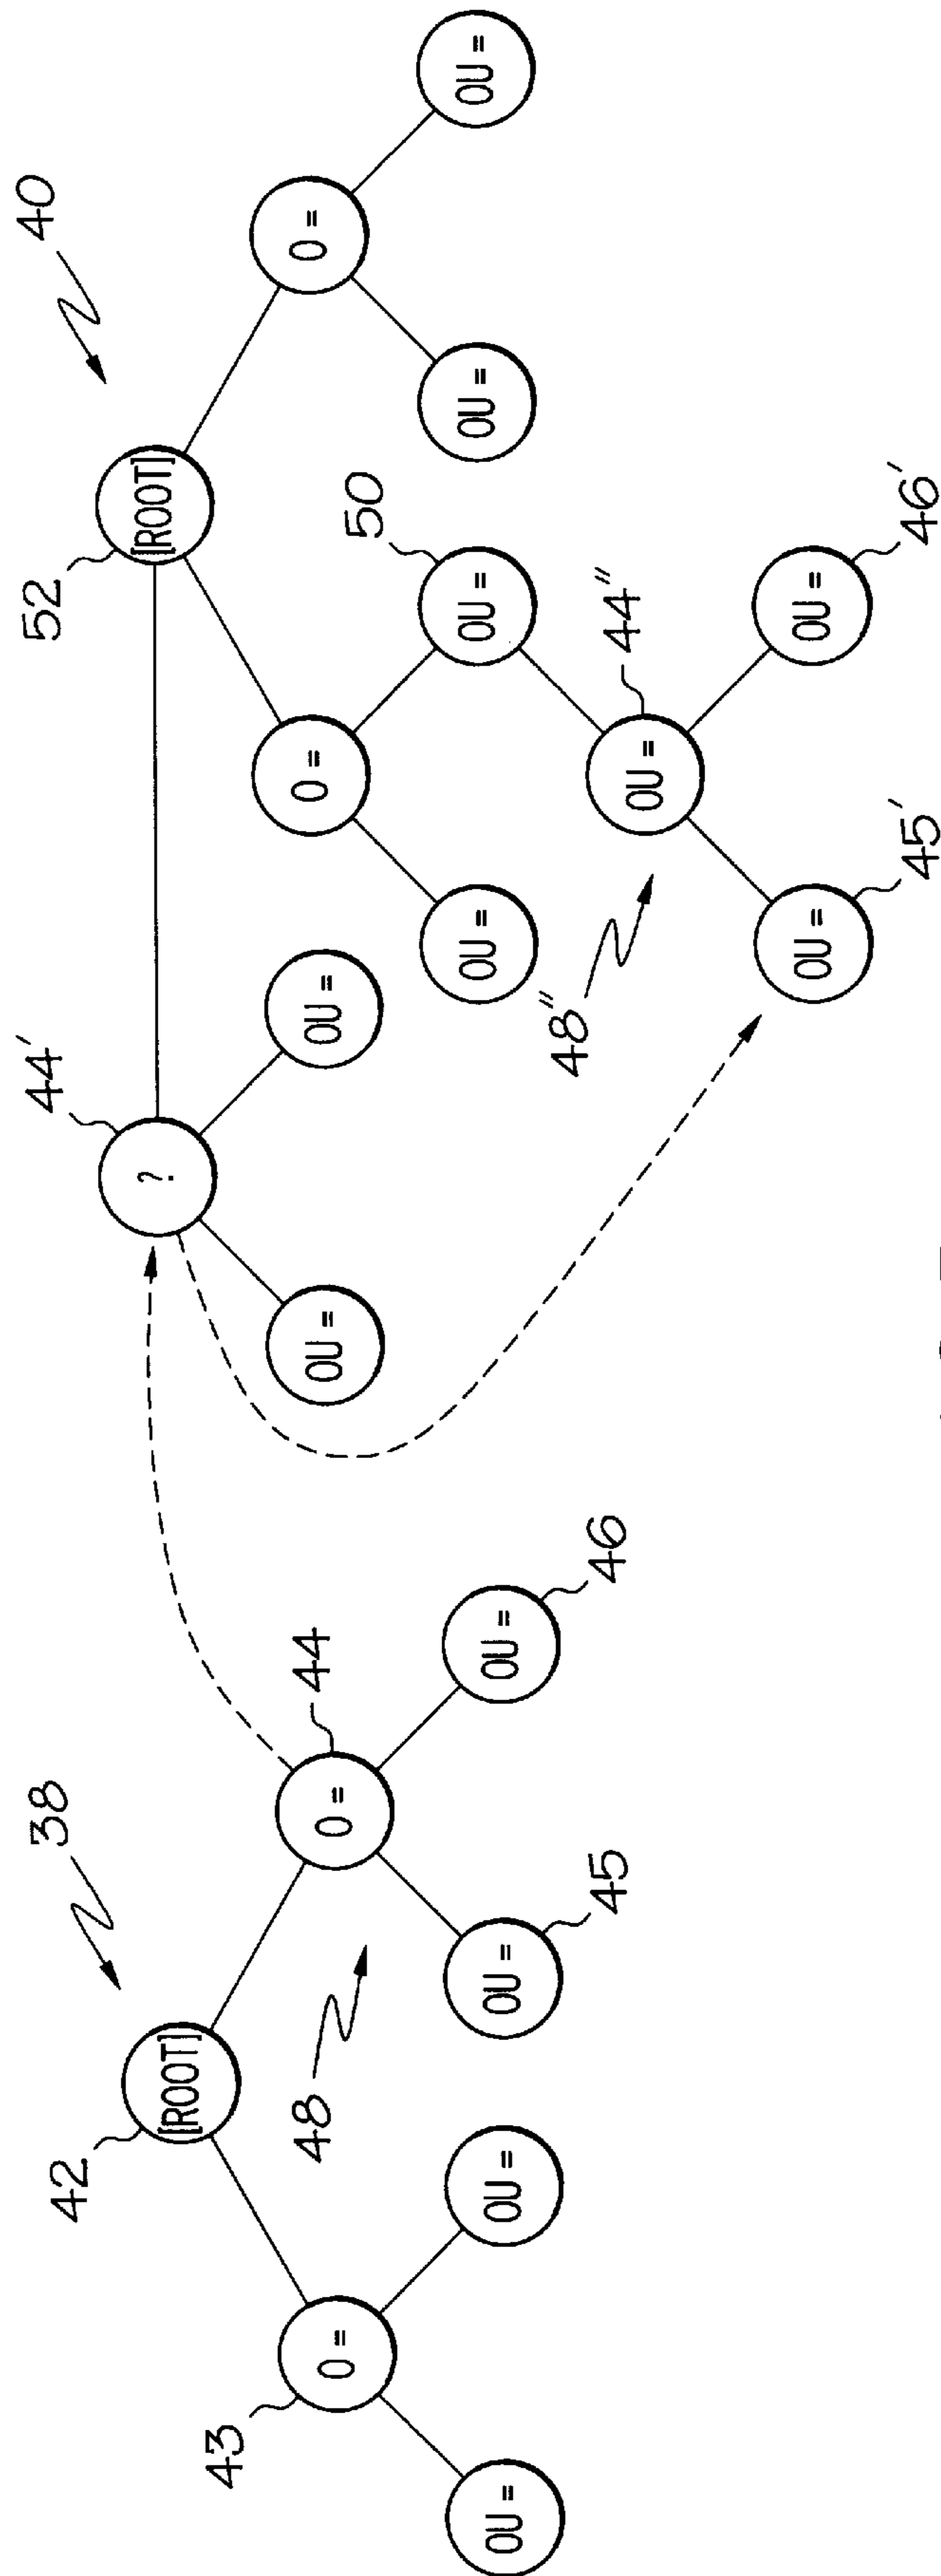 38
40
42
[ROOT]
43
O =
OU =
OU =
44
O =
48
OU =
45
OU =
46
44'
?
OU =
OU =
52
[ROOT]
O =
OU =
OU =
50
44"
OU =
48"
OU =
45'
OU =
46'
O =
OU =
OU =